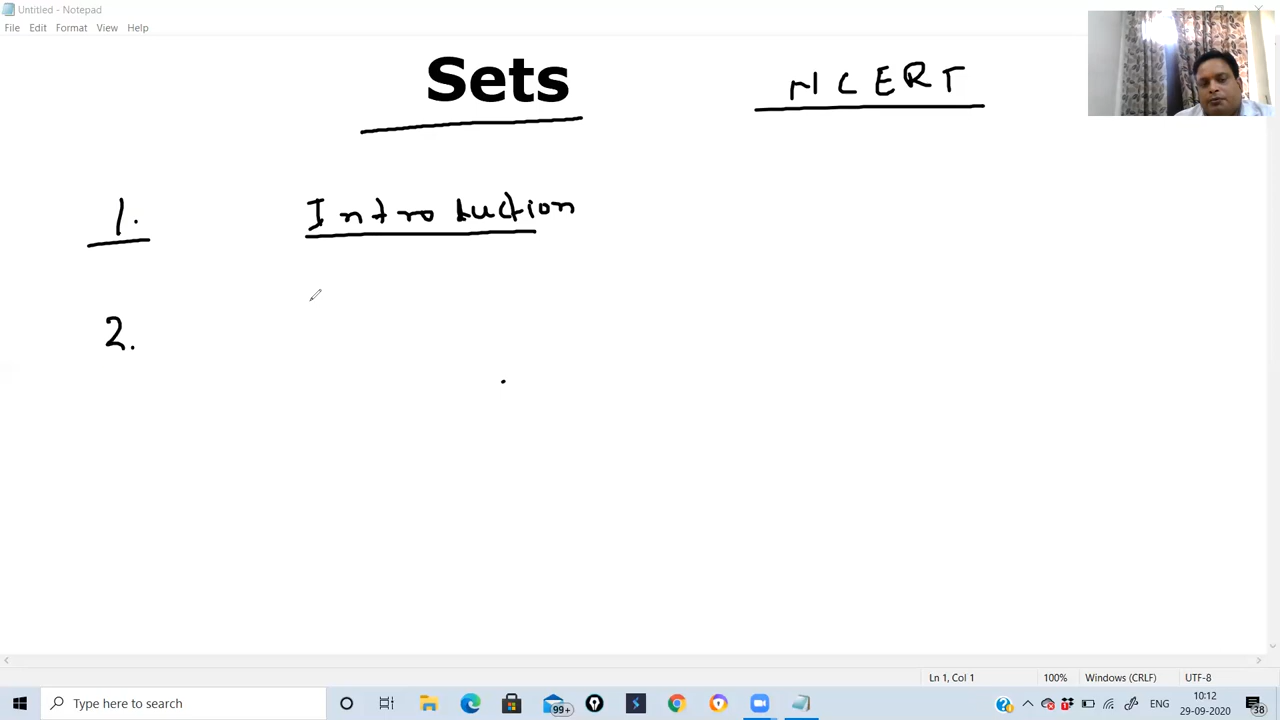 Untitled - Notepad
File Edit Format View Help
Sets
NCERT
1. Introduction
2.
Ln 1, Col 1 100% Windows (CRLF) UTF-8
Type here to search
99+
ENG
10:12
29-09-2020
38